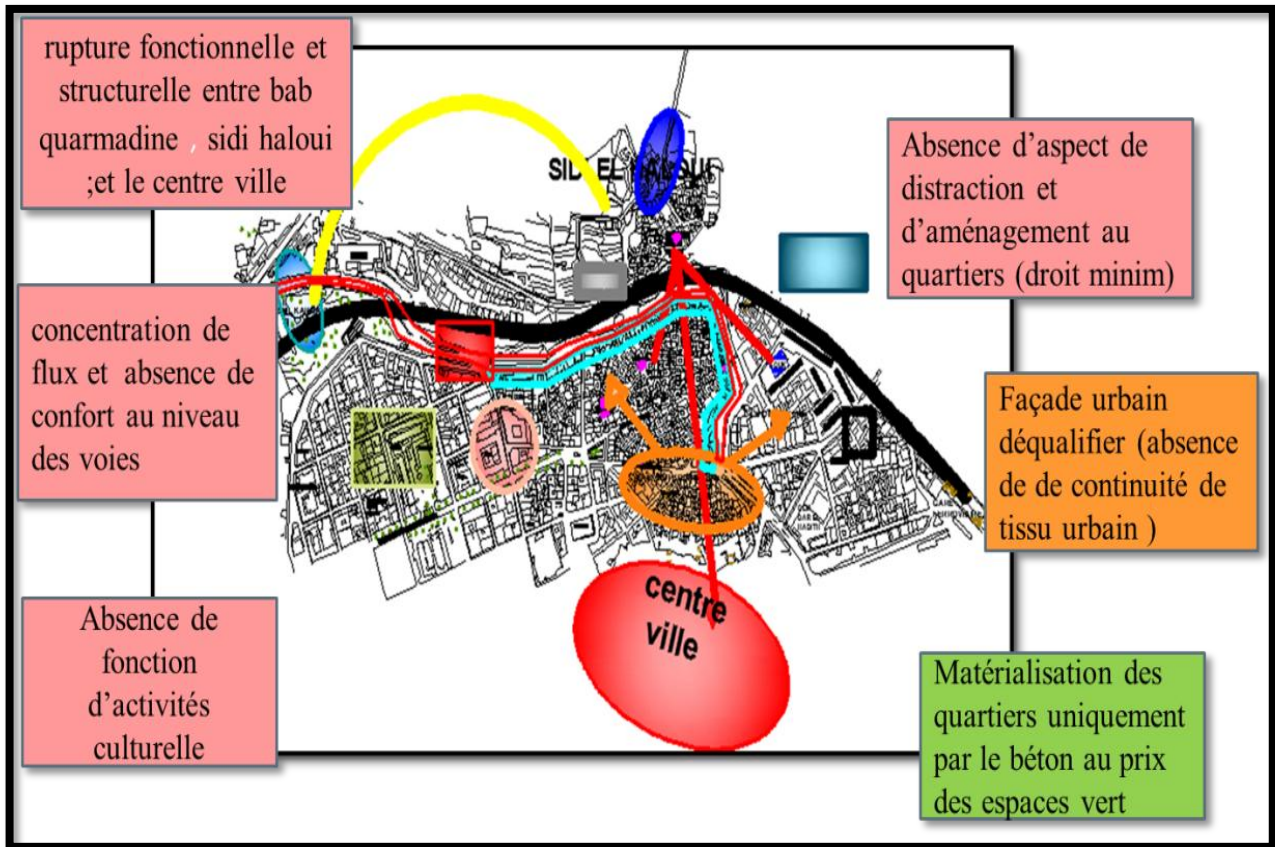 rupture fonctionnelle et
structurelle entre bab
quarmadine , sidi haloui
;et le centre ville
concentration de
flux et absence de
confort au niveau
des voies
Absence de
fonction
d’activités
culturelle
SIDI EL HALOUI
centre
ville
Absence d’aspect de
distraction et
d’aménagement au
quartiers (droit minim)
Façade urbain
déqualifier (absence
de de continuité de
tissu urbain )
Matérialisation des
quartiers uniquement
par le béton au prix
des espaces vert